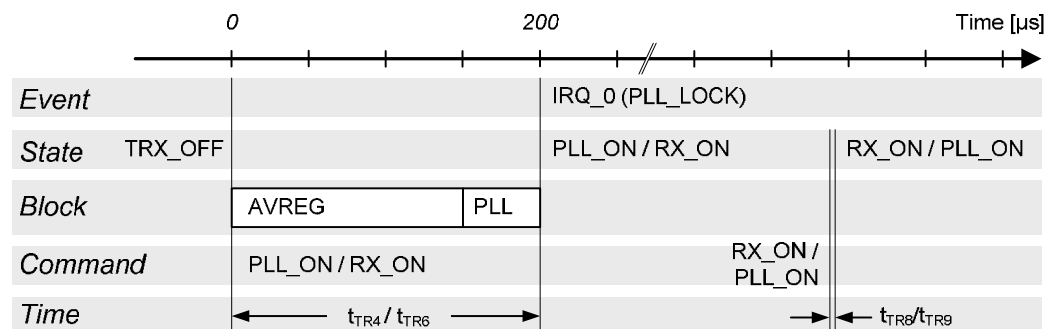 0 200 Time [µs]
Event IRQ_0 (PLL_LOCK)
State TRX_OFF PLL_ON / RX_ON RX_ON / PLL_ON
Block AVREG PLL
Command PLL_ON / RX_ON RX_ON /
PLL_ON
Time tTR4 / tTR6 tTR8/tTR9